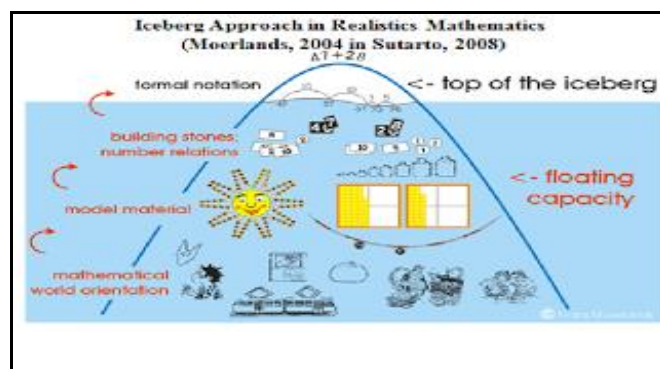 Iceberg Approach in Realistics Mathematics
(Moerlands, 2004 in Sutarto, 2008)
formal notation
<- top of the iceberg
building stones;
number relations
<- floating
capacity
model material
mathematical
world orientation